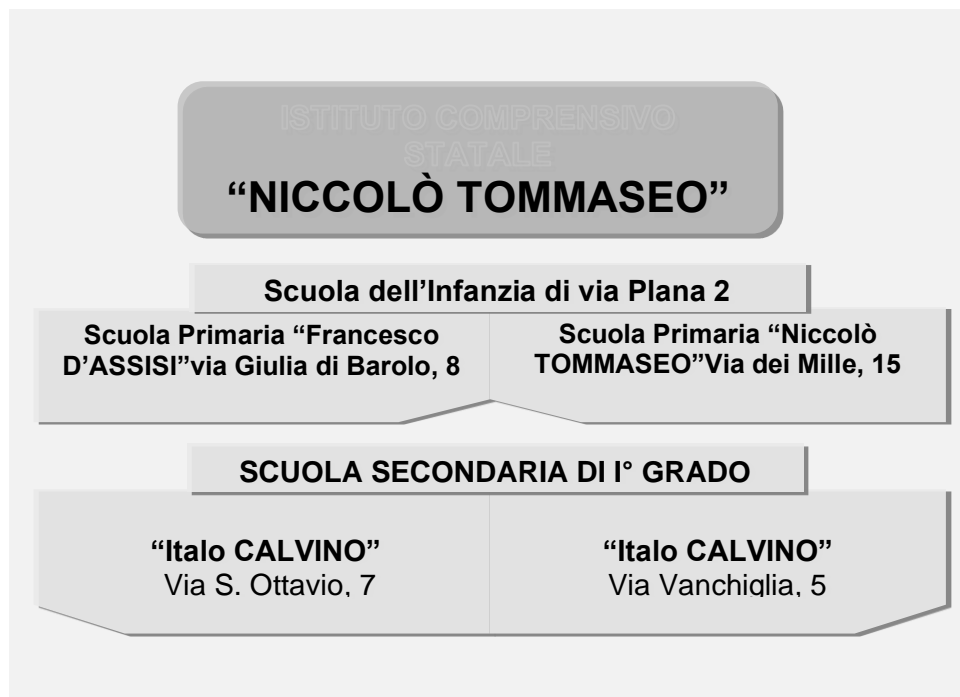 ISTITUTO COMPRENSIVO
STATALE
“NICCOLÒ TOMMASEO”
Scuola dell’Infanzia di via Plana 2
Scuola Primaria “Francesco
D’ASSISI”via Giulia di Barolo, 8
Scuola Primaria “Niccolò
TOMMASEO”Via dei Mille, 15
SCUOLA SECONDARIA DI I° GRADO
“Italo CALVINO”
Via S. Ottavio, 7
“Italo CALVINO”
Via Vanchiglia, 5